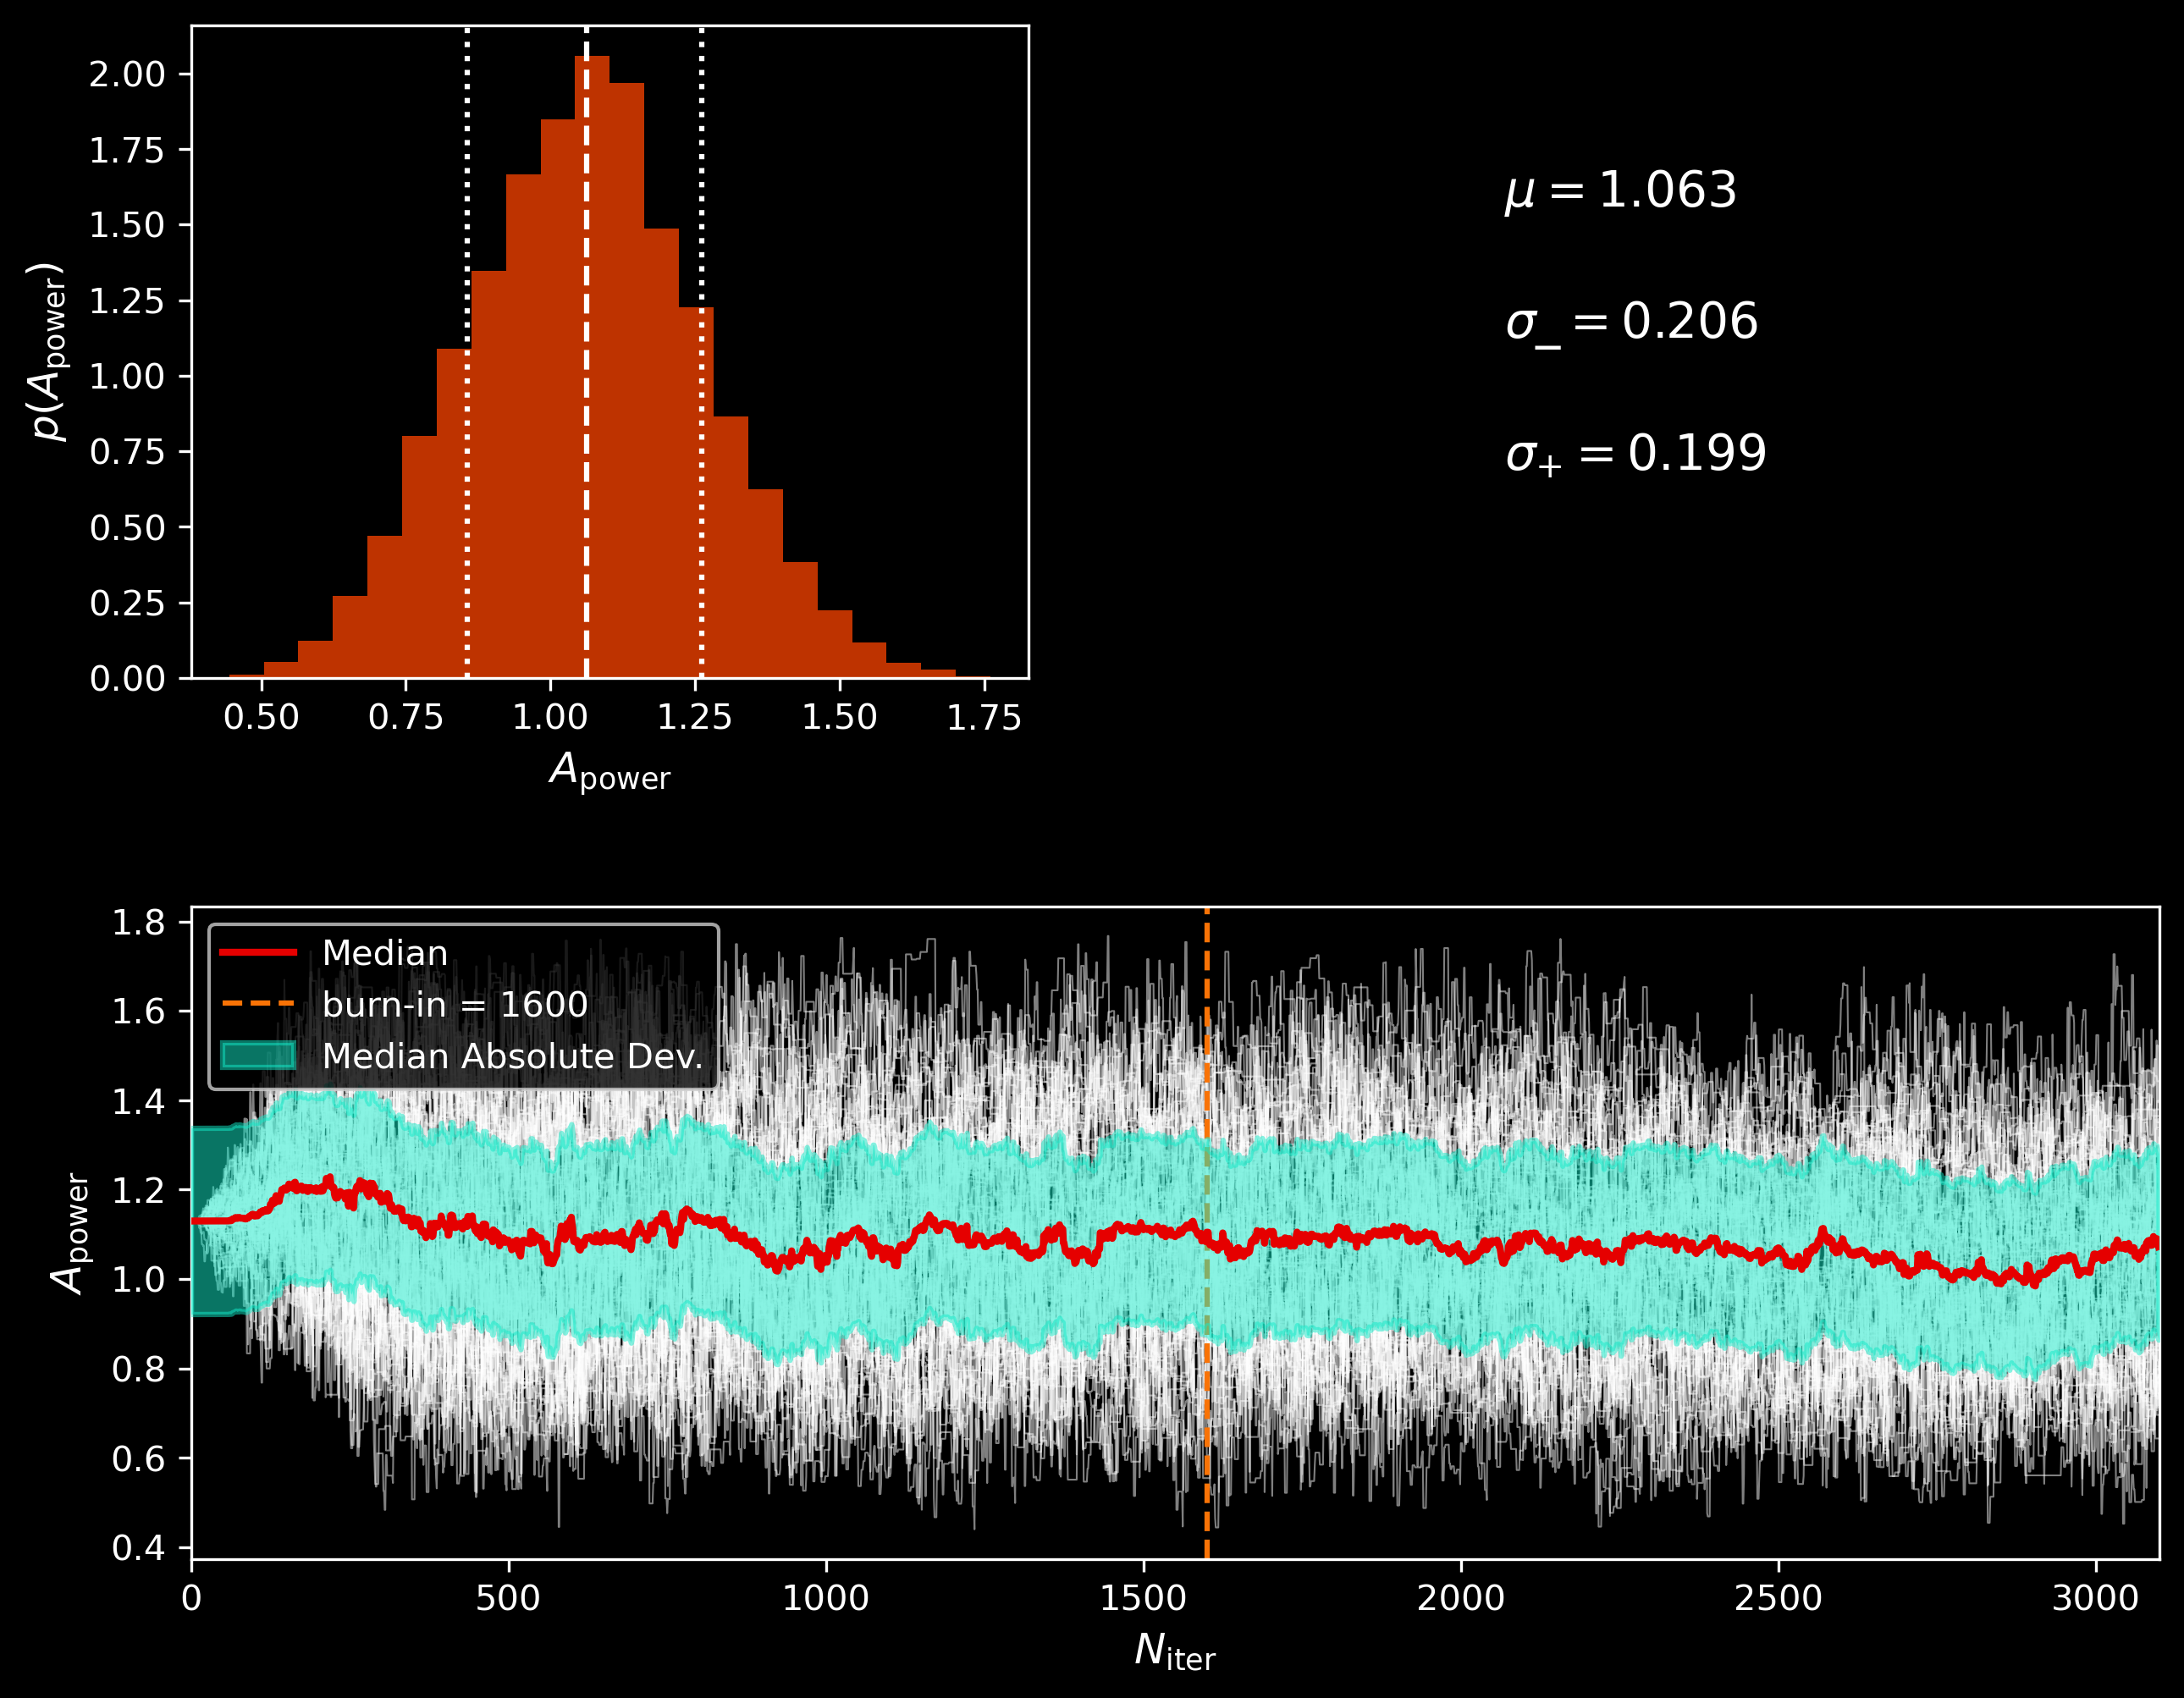 2.00
1.75
1.50
1.25
1.00
0.75
0.50
0.25
0.00
p(A_power)
0.50 0.75 1.00 1.25 1.50 1.75
A_power
μ = 1.063
σ_− = 0.206
σ_+ = 0.199
1.8
1.6
1.4
1.2
1.0
0.8
0.6
0.4
A_power
Median
burn-in = 1600
Median Absolute Dev.
0 500 1000 1500 2000 2500 3000
N_iter